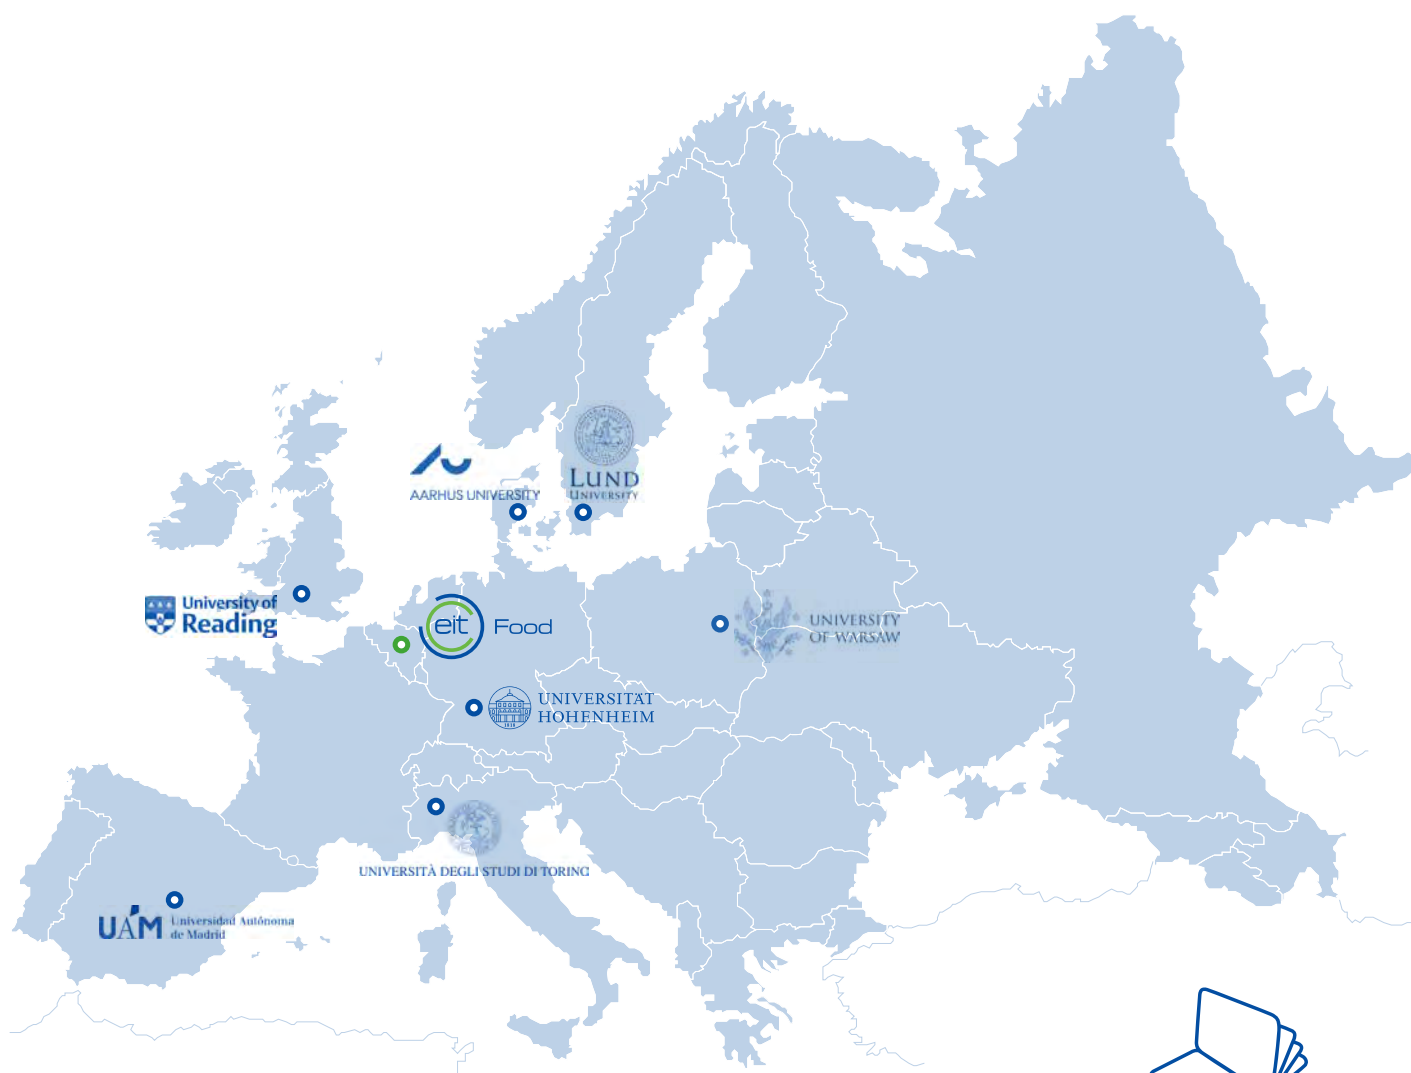 LUND
UNIVERSITY
AARHUS UNIVERSITY
University of
Reading
eit Food
UNIVERSITY
OF WARSAW
UNIVERSITÄT
HOHENHEIM
1818
UNIVERSITÀ DEGLI STUDI DI TORINO
UAM Universidad Autónoma
de Madrid